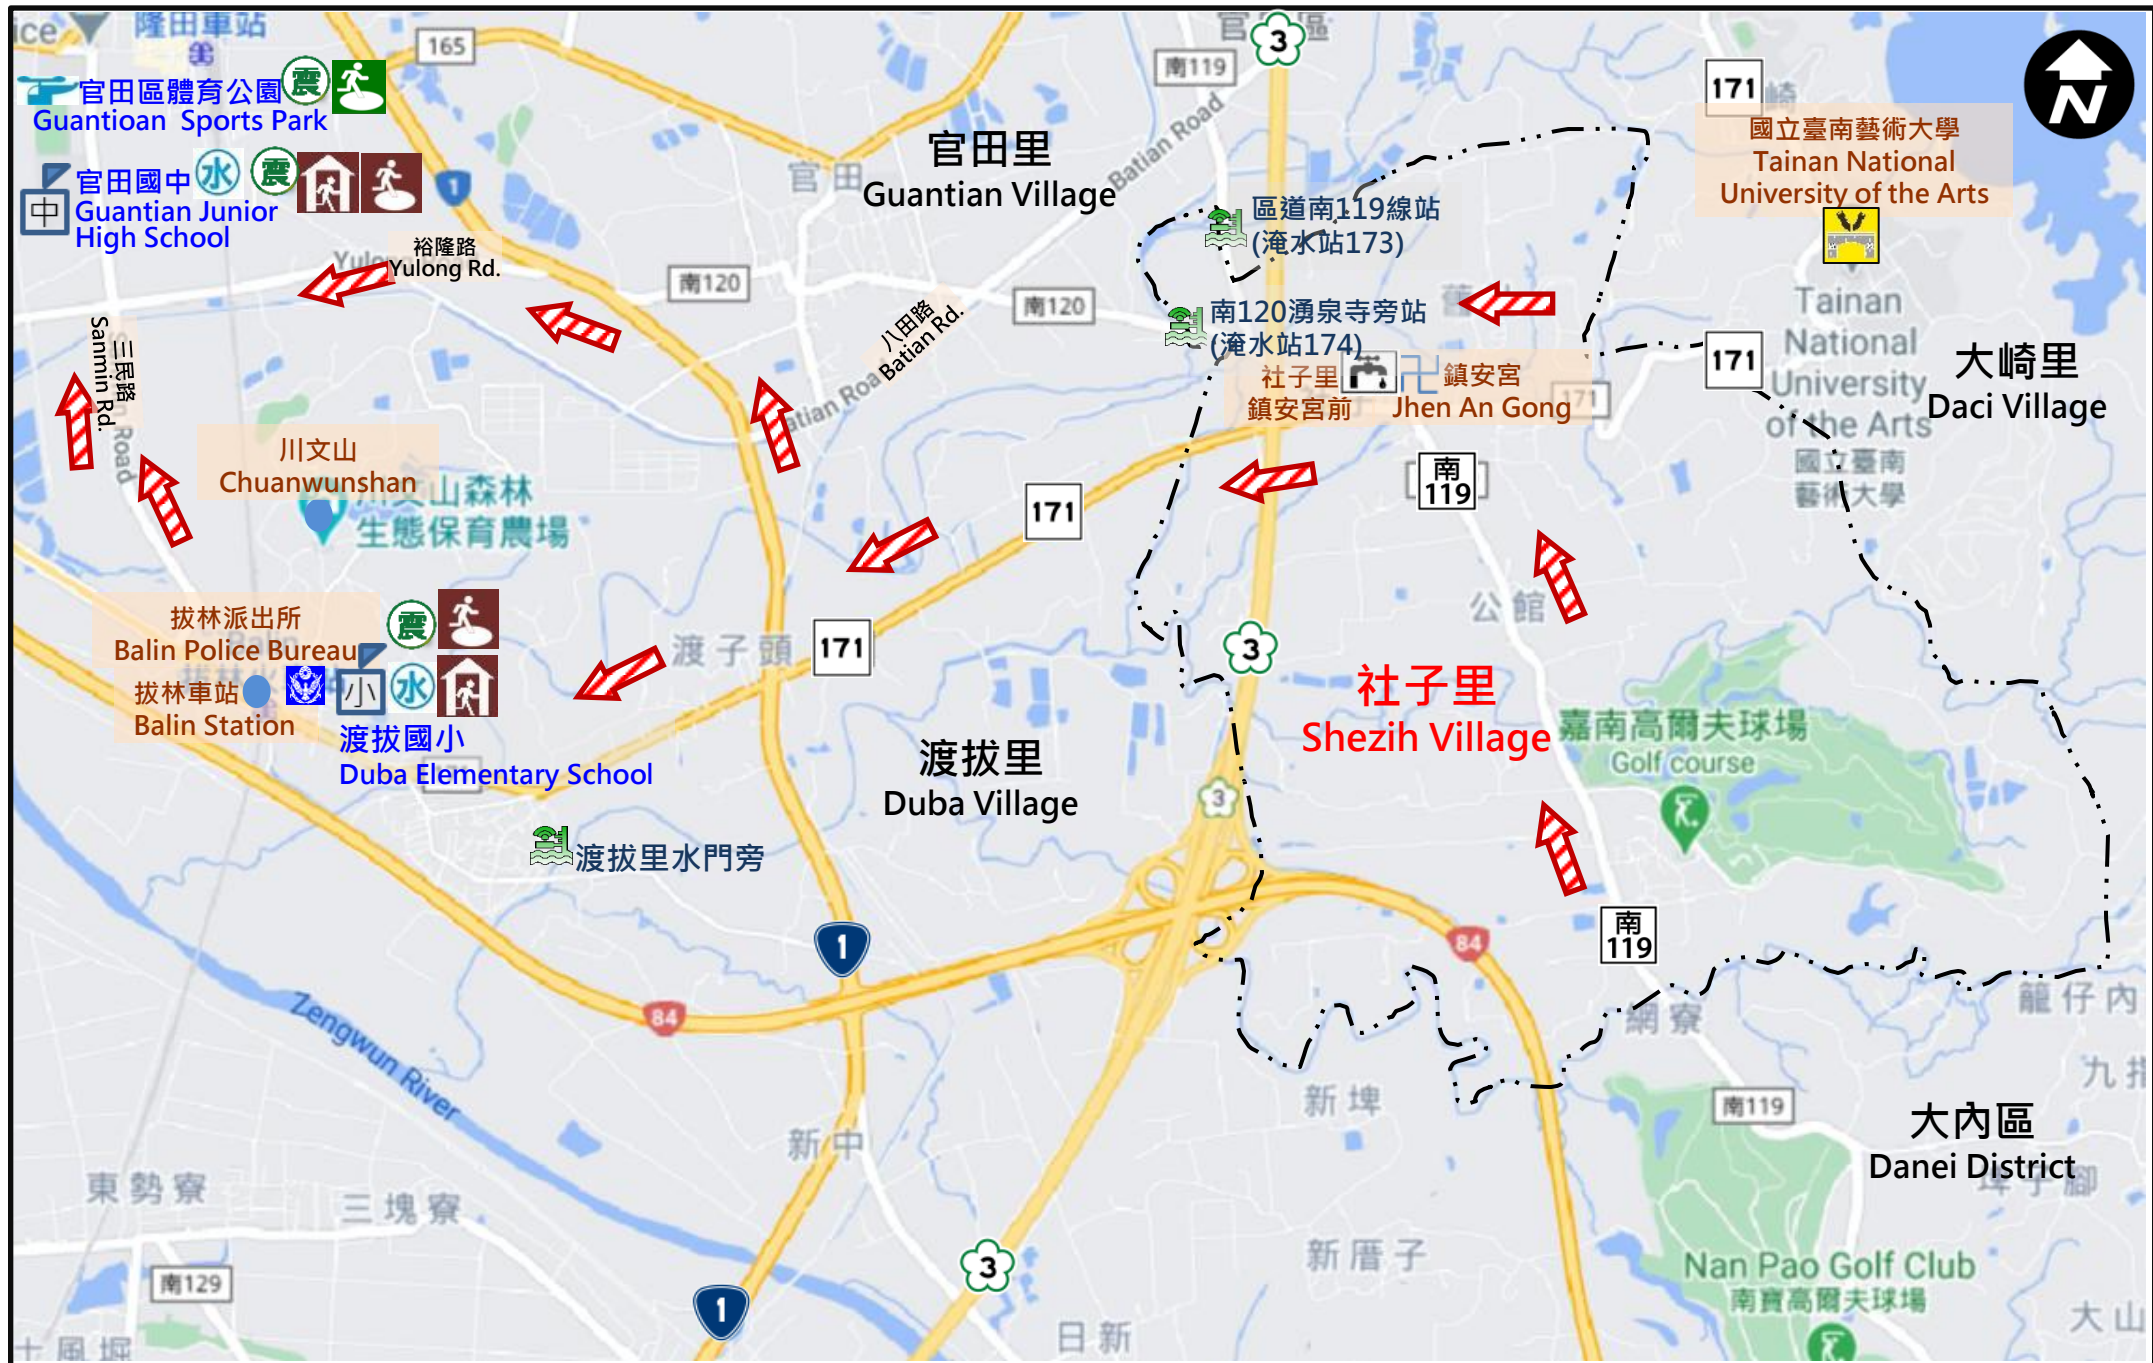 ice
隆田車站
165
官田區體育公園
震
Guantioan Sports Park
官田國中
水
震
中
Guantian Junior
High School
1
裕隆路
Yulong Rd.
官田
官田里
Guantian Village
南119
3
Batian Road
171
國立臺南藝術大學
Tainan National
University of the Arts
N
區道南119線站
(淹水站173)
南120
南120
八田路
Batian Rd.
南120湧泉寺旁站
(淹水站174)
社子里
鎮安宮前
卍
鎮安宮
Jhen An Gong
171
171
Tainan
National
University
of the Arts
國立臺南
藝術大學
大崎里
Daci Village
三民路
Sanmin Rd.
Road
川文山
Chuanwunshan
川文山森林
生態保育農場
171
南
119
公館
拔林派出所
Balin Police Bureau
震
拔林車站
Balin Station
小
水
渡拔國小
Duba Elementary School
渡子頭
171
3
社子里
Shezih Village
嘉南高爾夫球場
Golf course
渡拔里
Duba Village
3
渡拔里水門旁
1
84
南
119
84
Zengwun River
網寮
籠仔內
新埤
南119
大內區
Danei District
新中
東勢寮
三塊寮
新厝子
3
南129
1
Nan Pao Golf Club
南寶高爾夫球場
日新
大山